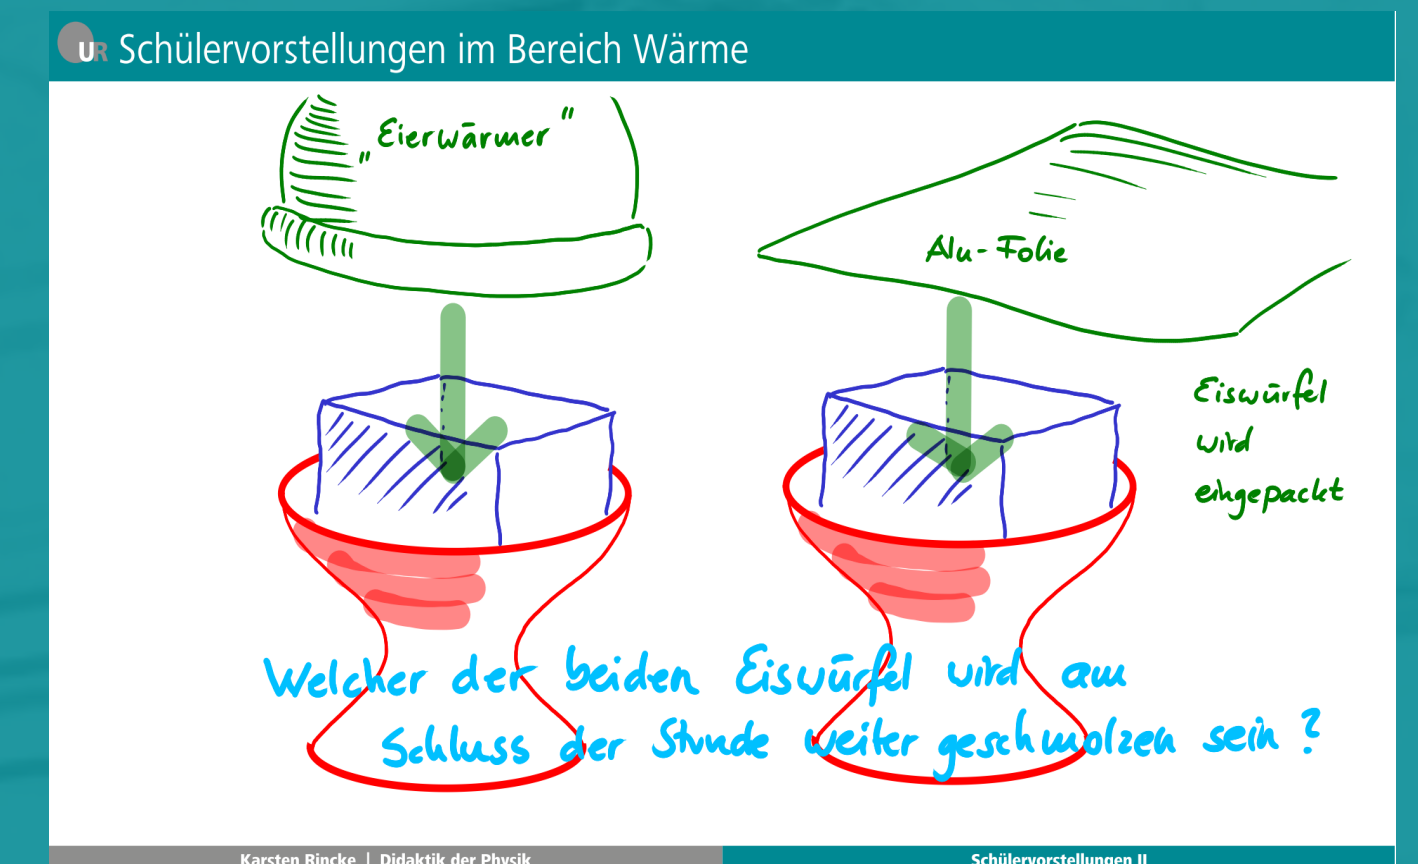 UR Schülervorstellungen im Bereich Wärme
„Eierwärmer"
Alu-Folie
Eiswürfel
wird
eingepackt
Welcher der beiden Eiswürfel wird am
Schluss der Stunde weiter geschmolzen sein?
Karsten Rincke | Didaktik der Physik
Schülervorstellungen II